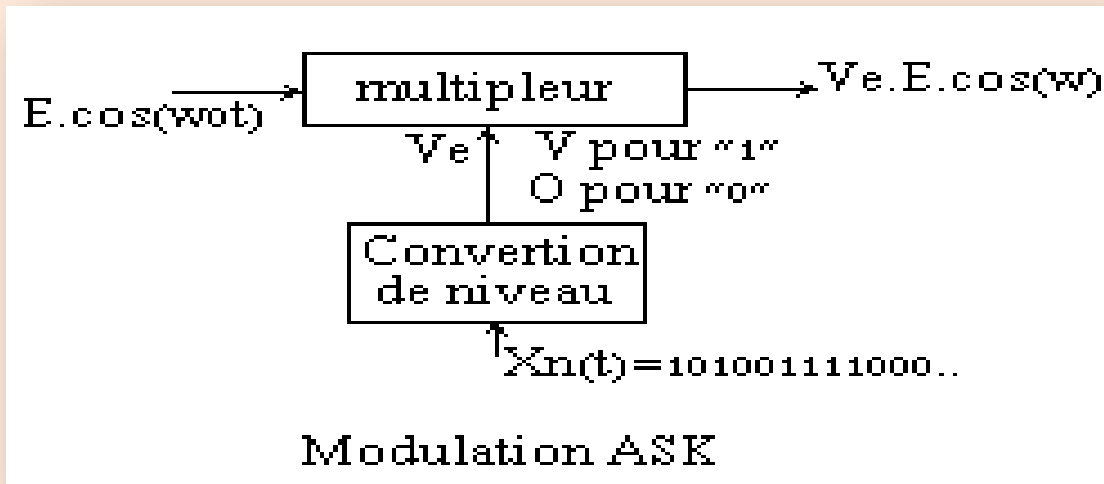 multipleur
Ve.E.cos(w)
E.cos(wot)
Ve
V pour "1"
O pour "0"
Convertion
de niveau
Xn(t)=101001111000..
Modulation ASK